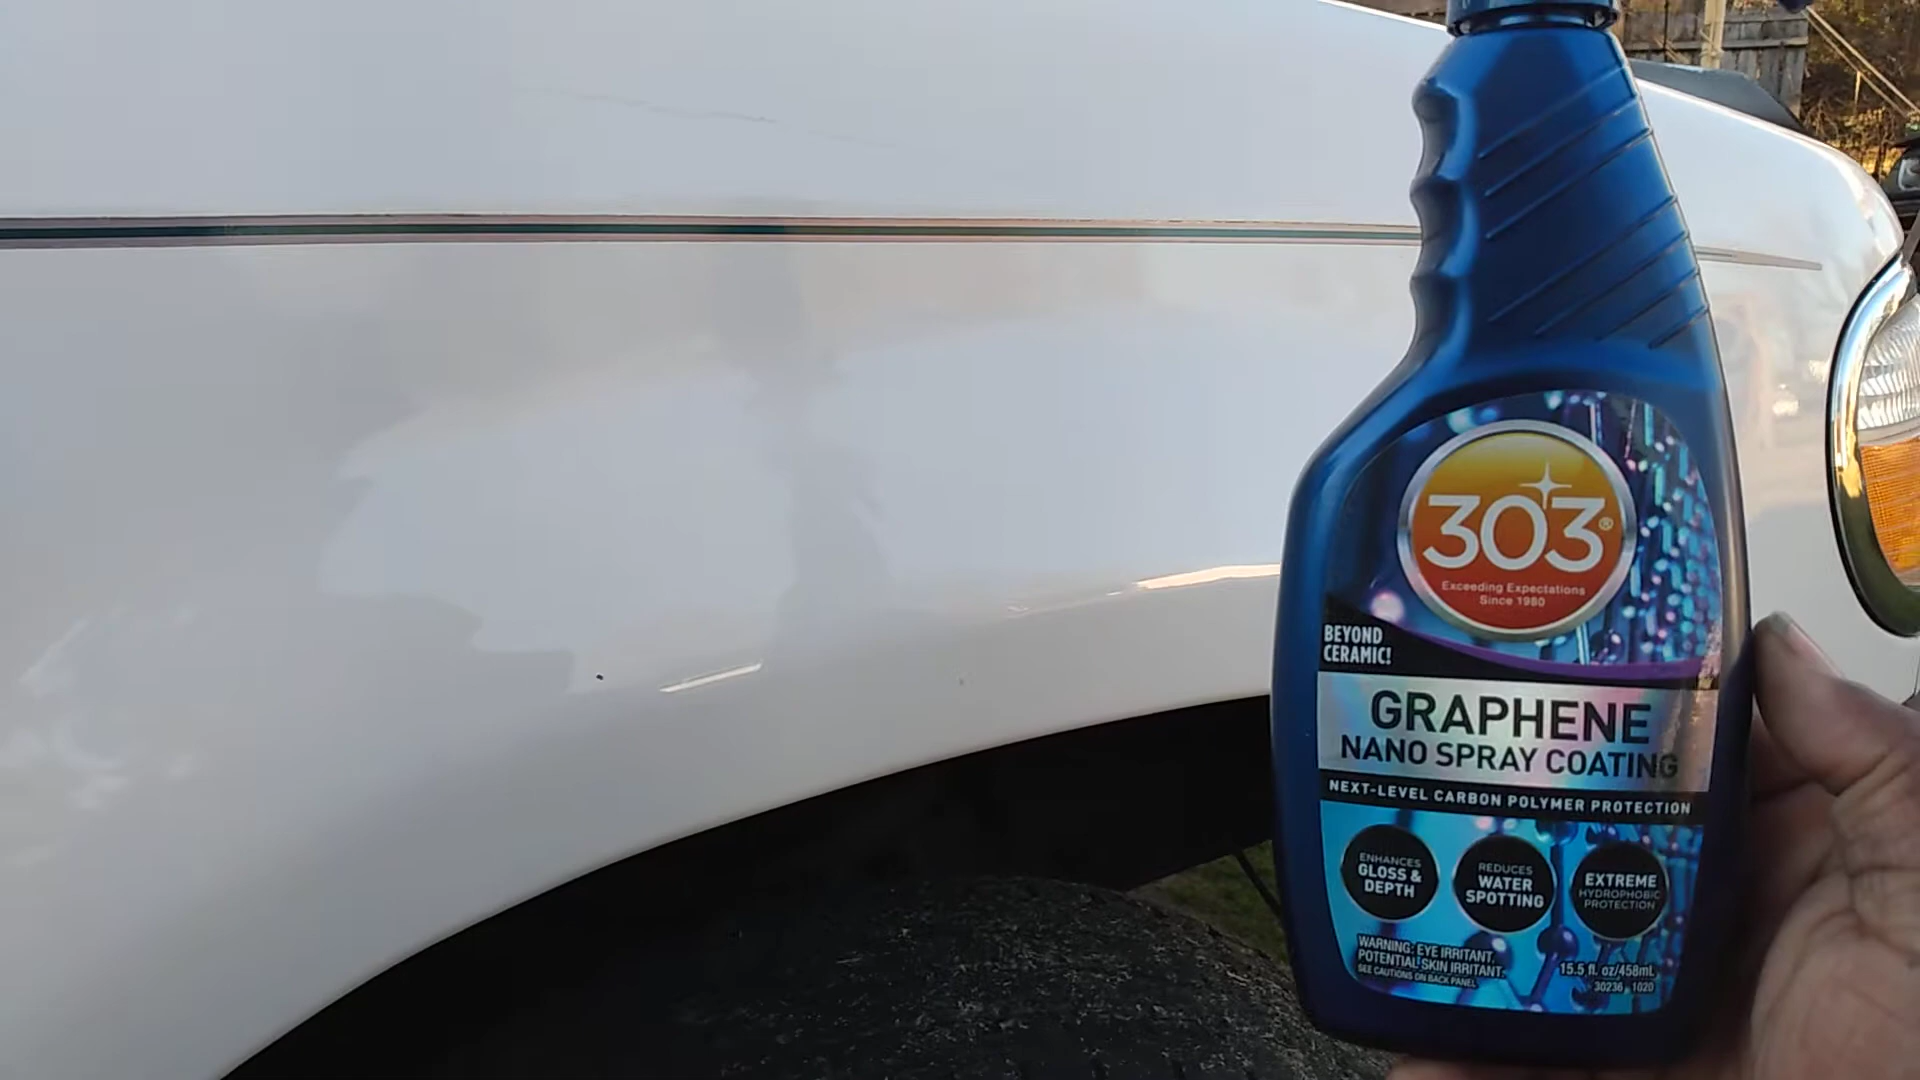 303®
Exceeding Expectations
Since 1980
BEYOND
CERAMIC!
GRAPHENE
NANO SPRAY COATING
NEXT-LEVEL CARBON POLYMER PROTECTION
ENHANCES
GLOSS &
DEPTH
REDUCES
WATER
SPOTTING
EXTREME
HYDROPHOBIC
PROTECTION
WARNING: EYE IRRITANT.
POTENTIAL SKIN IRRITANT.
SEE CAUTIONS ON BACK PANEL
15.5 fl. oz/458mL
30236 1020